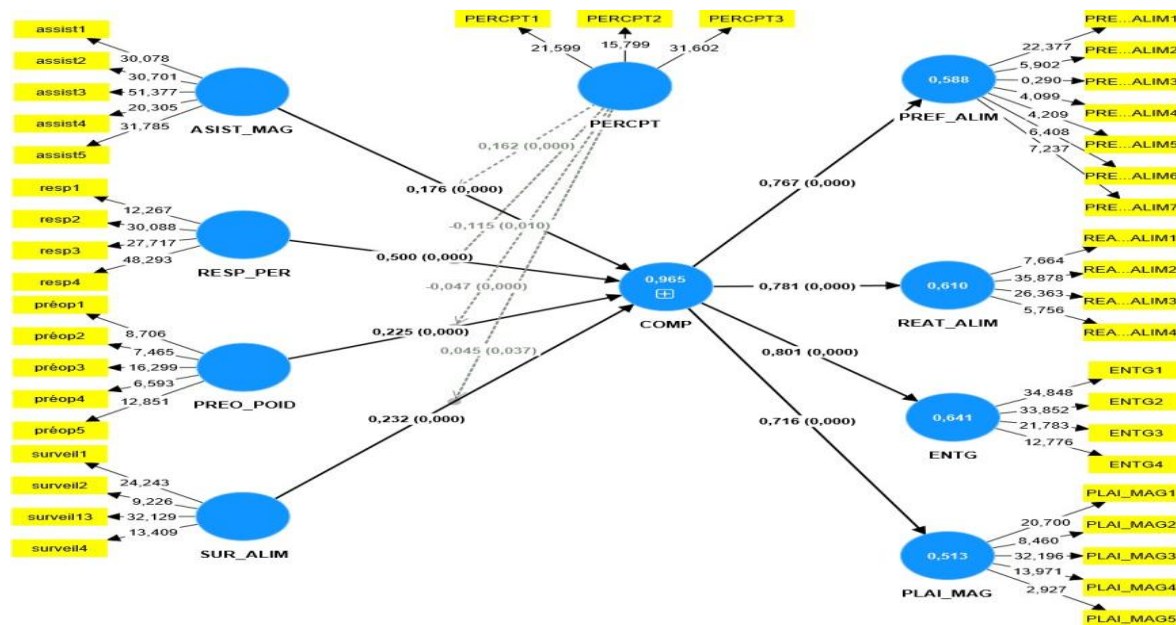 assist1
assist2
assist3
assist4
assist5
30,078
30,701
51,377
20,305
31,785
ASIST_MAG
resp1
resp2
resp3
resp4
12,267
30,088
27,717
48,293
RESP_PER
préop1
préop2
préop3
préop4
préop5
8,706
7,465
16,299
6,593
12,851
PREO_POID
surveil1
surveil2
surveil13
surveil4
24,243
9,226
32,129
13,409
SUR_ALIM
PERCPT1
PERCPT2
PERCPT3
21,599
15,799
31,602
PERCPT
0,162 (0,000)
0,176 (0,000)
-0,115 (0,010)
0,500 (0,000)
-0,047 (0,000)
0,225 (0,000)
0,045 (0,037)
0,232 (0,000)
0,965
COMP
0,767 (0,000)
0,781 (0,000)
0,801 (0,000)
0,716 (0,000)
0,588
PREF_ALIM
22,377
5,902
0,290
4,099
4,209
6,408
7,237
PRE...ALIM1
PRE...ALIM2
PRE...ALIM3
PRE...ALIM4
PRE...ALIM5
PRE...ALIM6
PRE...ALIM7
0,610
REAT_ALIM
7,664
35,878
26,363
5,756
REA...ALIM1
REA...ALIM2
REA...ALIM3
REA...ALIM4
0,641
ENTG
34,848
33,852
21,783
12,776
ENTG1
ENTG2
ENTG3
ENTG4
0,513
PLAI_MAG
20,700
8,460
32,196
13,971
2,927
PLAI_MAG1
PLAI_MAG2
PLAI_MAG3
PLAI_MAG4
PLAI_MAG5